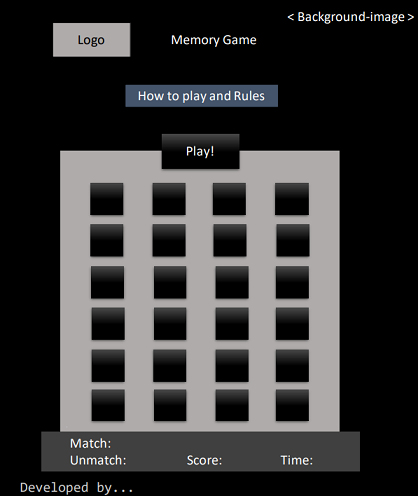 < Background-image >
Logo
Memory Game
How to play and Rules
Play!
Match:
Unmatch: Score: Time:
Developed by...